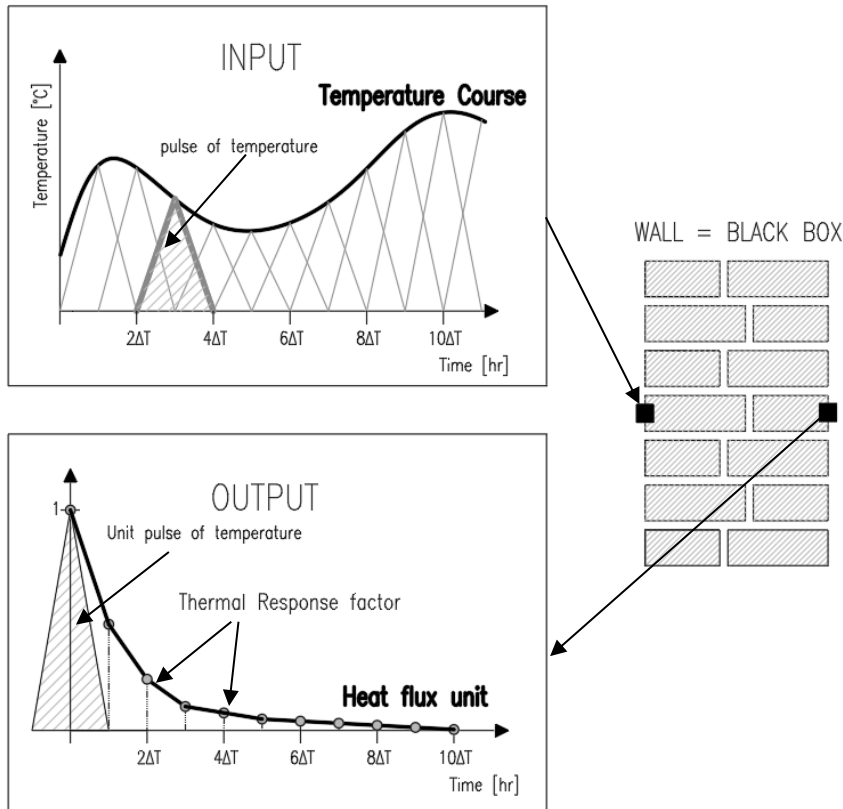 INPUT
Temperature Course
pulse of temperature
Temperature [°C]
2ΔT 4ΔT 6ΔT 8ΔT 10ΔT
Time [hr]
WALL = BLACK BOX
OUTPUT
1
Unit pulse of temperature
Thermal Response factor
Heat flux unit
2ΔT 4ΔT 6ΔT 8ΔT 10ΔT
Time [hr]